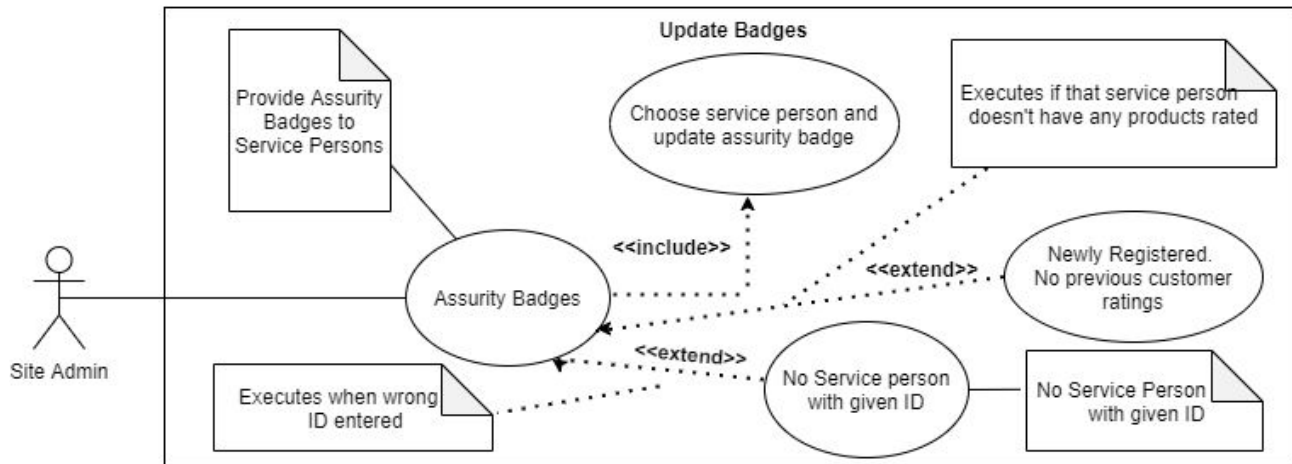 Update Badges
Provide Assurity
Badges to
Service Persons
Choose service person and
update assurity badge
Executes if that service person
doesn't have any products rated
<<include>>
<<extend>>
Newly Registered.
No previous customer
ratings
Assurity Badges
<<extend>>
Site Admin
Executes when wrong
ID entered
No Service person
with given ID
No Service Person
with given ID